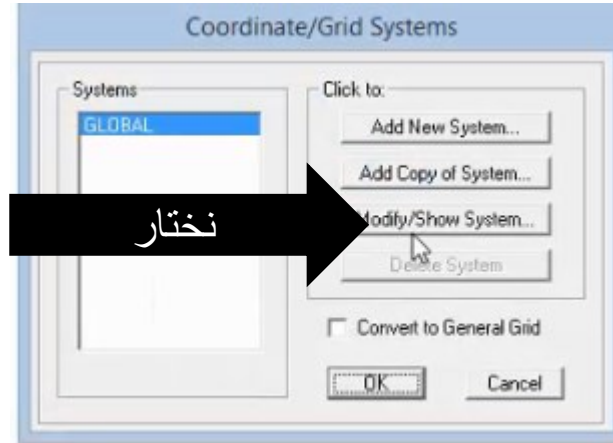 Coordinate/Grid Systems
Systems
GLOBAL
Click to:
Add New System...
Add Copy of System...
نختار
Modify/Show System...
Delete System
Convert to General Grid
OK
Cancel